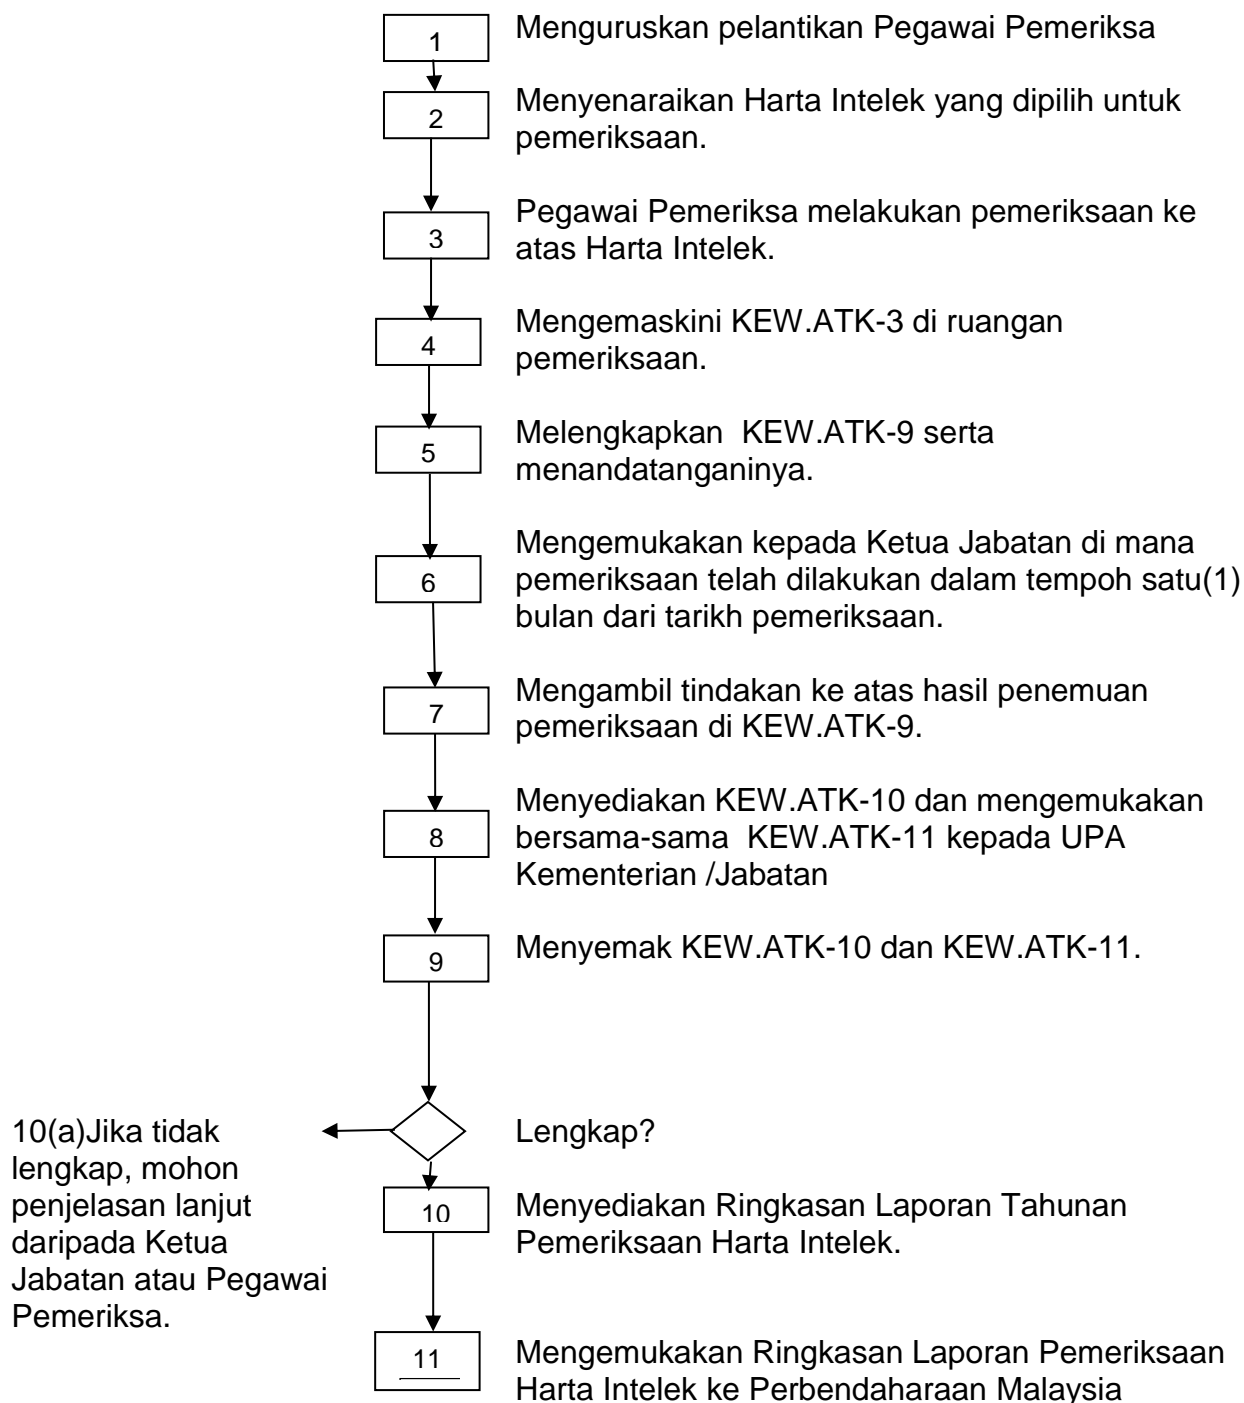 1
Menguruskan pelantikan Pegawai Pemeriksa
2
Menyenaraikan Harta Intelek yang dipilih untuk
pemeriksaan.
3
Pegawai Pemeriksa melakukan pemeriksaan ke
atas Harta Intelek.
4
Mengemaskini KEW.ATK-3 di ruangan
pemeriksaan.
5
Melengkapkan KEW.ATK-9 serta
menandatanganinya.
6
Mengemukakan kepada Ketua Jabatan di mana
pemeriksaan telah dilakukan dalam tempoh satu(1)
bulan dari tarikh pemeriksaan.
7
Mengambil tindakan ke atas hasil penemuan
pemeriksaan di KEW.ATK-9.
8
Menyediakan KEW.ATK-10 dan mengemukakan
bersama-sama KEW.ATK-11 kepada UPA
Kementerian /Jabatan
9
Menyemak KEW.ATK-10 dan KEW.ATK-11.
Lengkap?
10(a)Jika tidak
lengkap, mohon
penjelasan lanjut
daripada Ketua
Jabatan atau Pegawai
Pemeriksa.
10
Menyediakan Ringkasan Laporan Tahunan
Pemeriksaan Harta Intelek.
11
Mengemukakan Ringkasan Laporan Pemeriksaan
Harta Intelek ke Perbendaharaan Malaysia